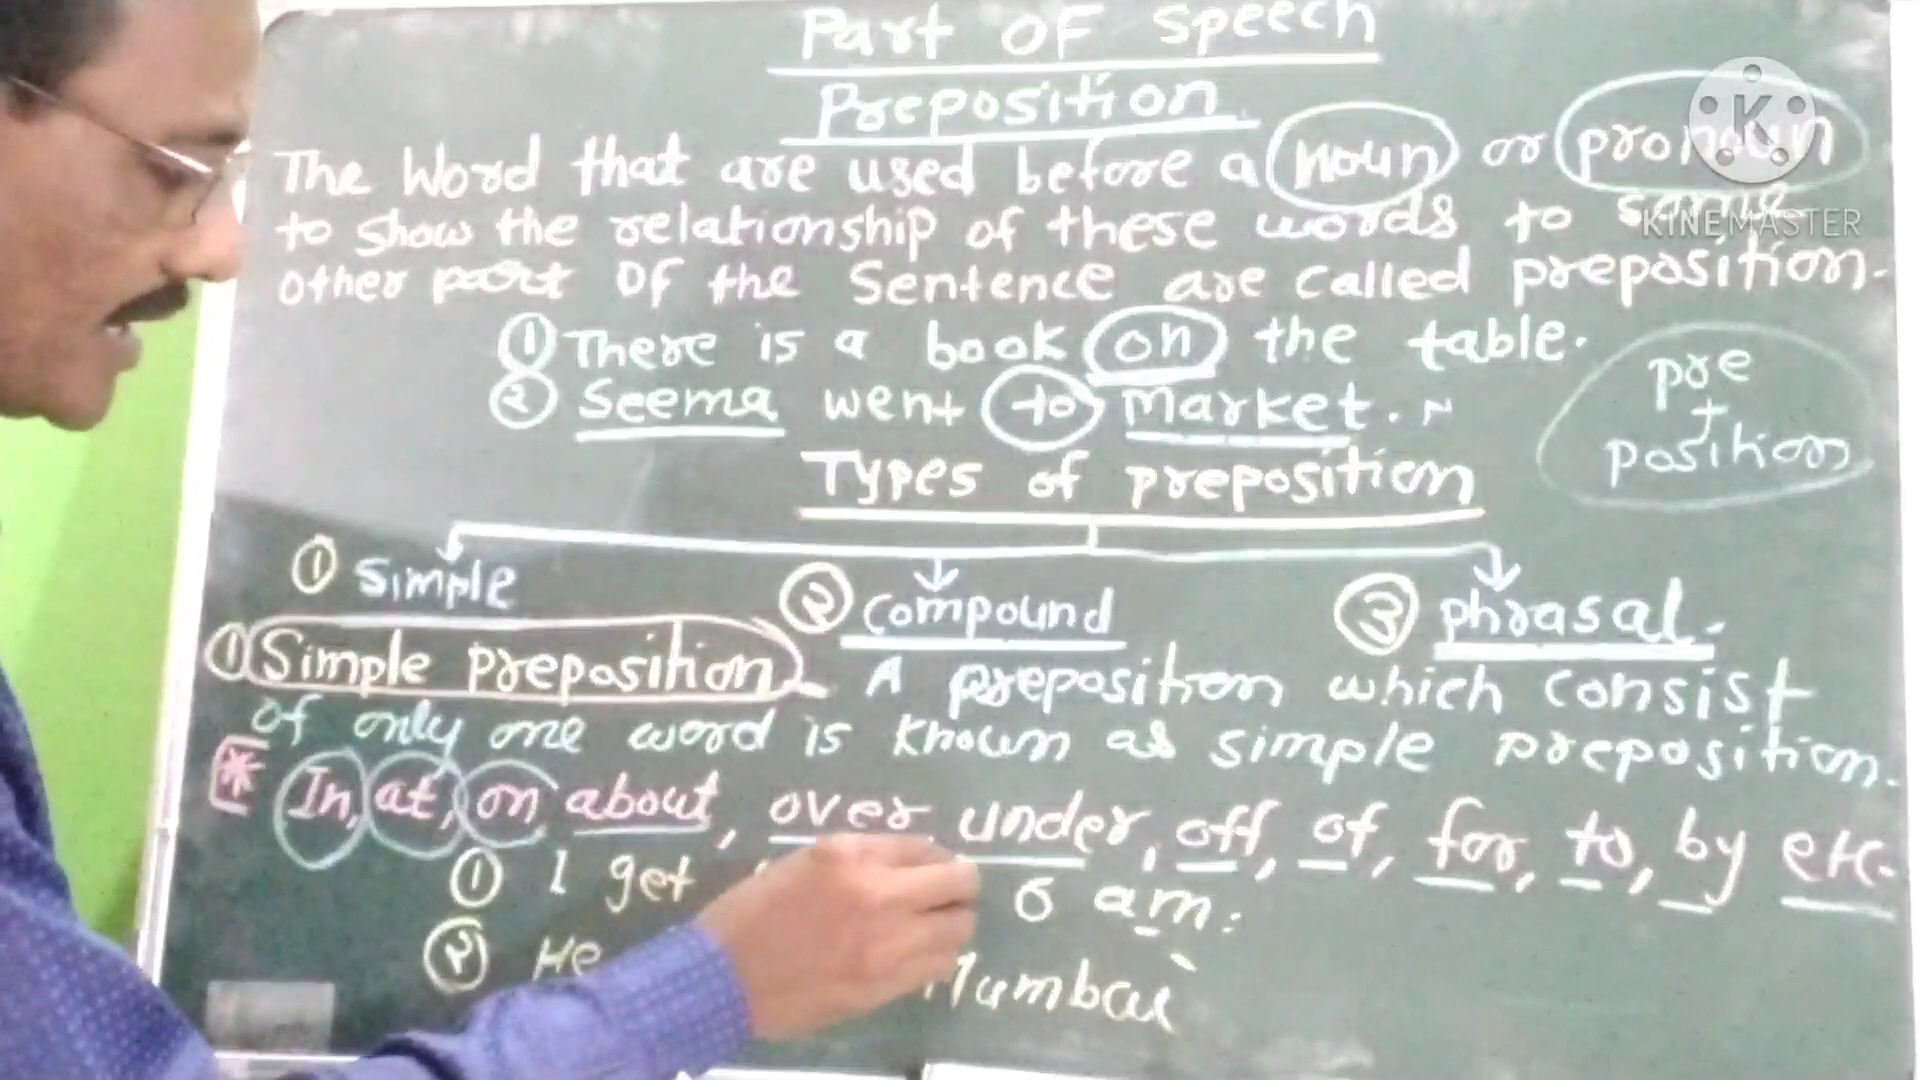 Part of Speech
Preposition
The Word that are used before a noun or pronoun
to show the relationship of these words to some
other part of the Sentence are called preposition.
① There is a book on the table.
② Seema went to market. N
pre
+
position
Types of preposition
① Simple
② Compound
③ phrasal.
① Simple preposition - A preposition which consist
of only one word is known as simple preposition.
* In, at, on about, over under, off, of, for, to, by etc.
① I get 6 am.
② He Mumbai
K
KINEMASTER